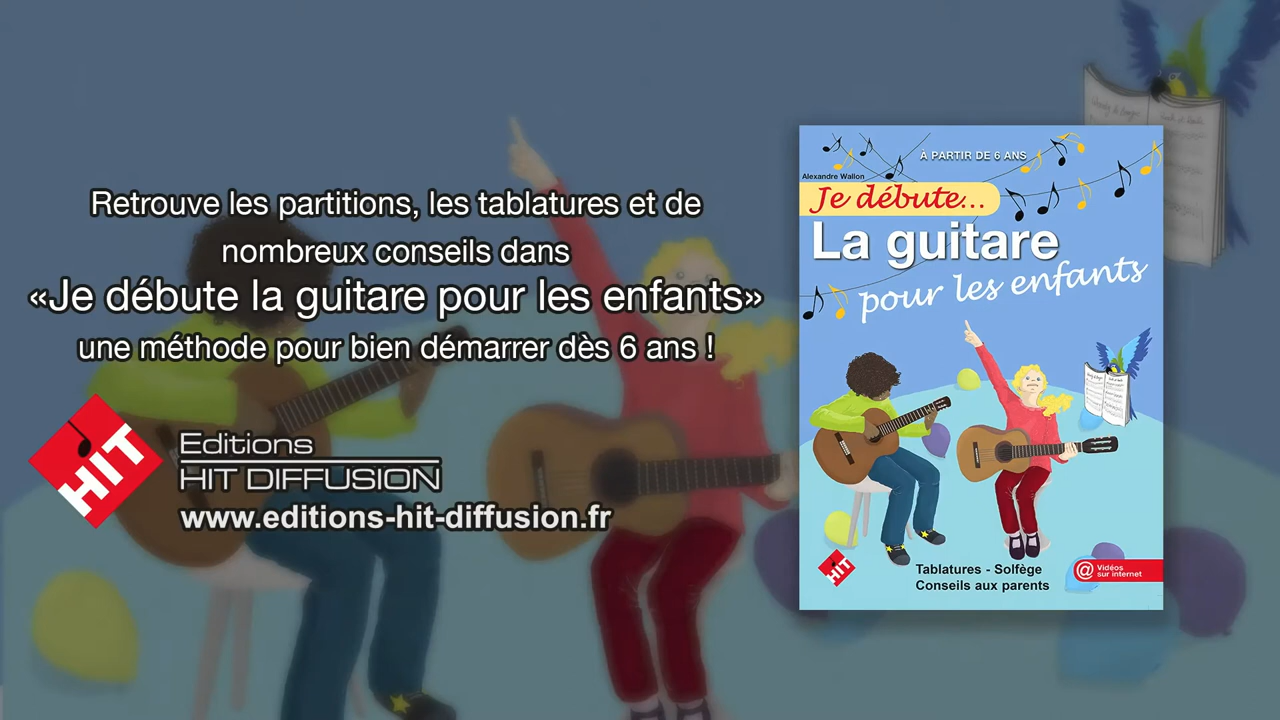 Retrouve les partitions, les tablatures et de
nombreux conseils dans
«Je débute la guitare pour les enfants»
une méthode pour bien démarrer dès 6 ans !
HIT
Editions
HIT DIFFUSION
www.editions-hit-diffusion.fr
À PARTIR DE 6 ANS
Alexandre Wallon
Je débute...
La guitare
pour les enfants
HIT
Tablatures - Solfège
Conseils aux parents
@ Vidéos
sur internet